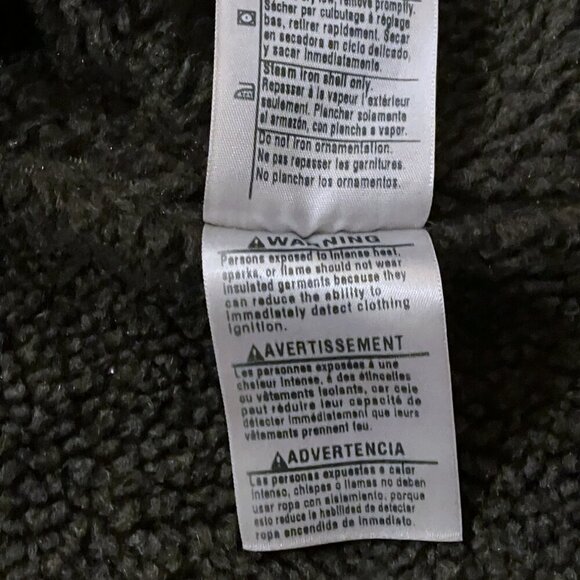 dry low, remove promptly.
Sécher par culbutage à réglage
bas, retirer rapidement. Secar
en secadora en ciclo delicado,
y sacar inmediatamente.
Steam iron shell only.
Repasser à la vapeur l'extérieur
seulement. Planchar solamente
el armazón, con plancha a vapor.
Do not iron ornamentation.
Ne pas repasser les garnitures.
No planchar los ornamentos.
WARNING
Persons exposed to intense heat,
sparks, or flame should not wear
insulated garments because they
can reduce the ability to
immediately detect clothing
ignition.
AVERTISSEMENT
Les personnes exposées à une
chaleur intense, à des étincelles
ou vêtements isolants, car cela
peut réduire leur capacité de
détecter immédiatement que leurs
vêtements prennent feu.
ADVERTENCIA
Las personas expuestas a calor
intenso, chispas o llamas no deben
usar ropa con aislamiento, porque
esto reduce la habilidad de detectar
ropa encendida de inmediato.